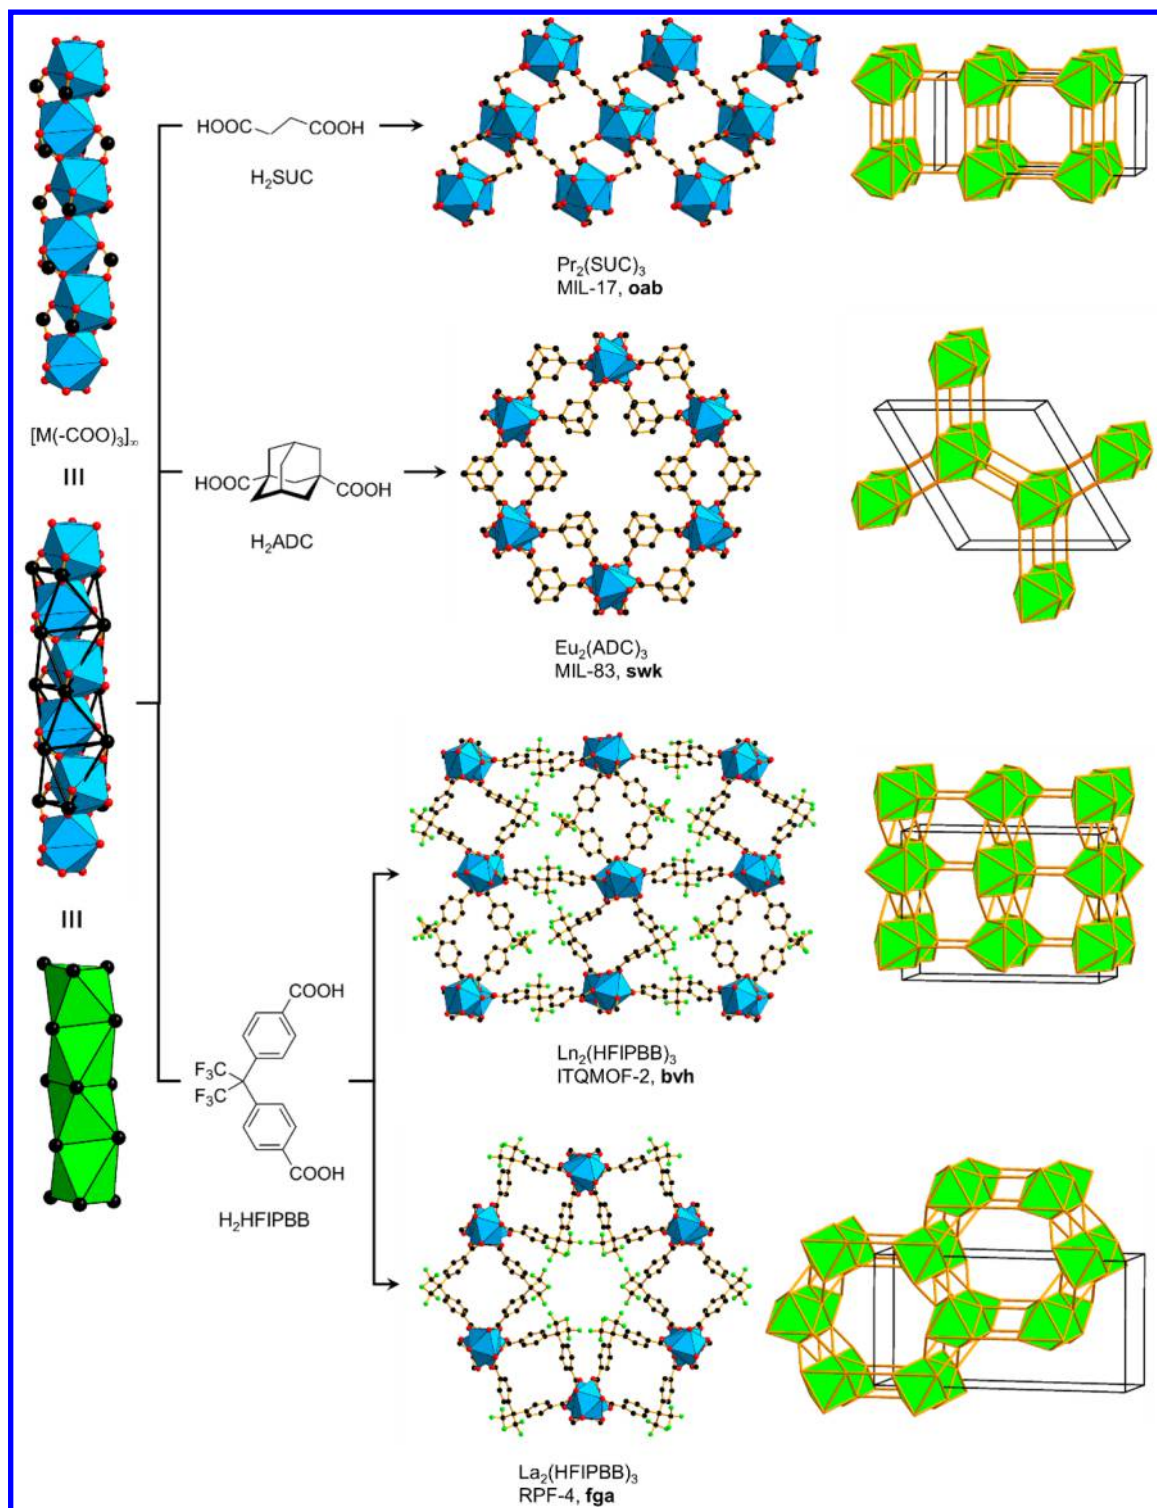 HOOC
COOH
H₂SUC
Pr₂(SUC)₃
MIL-17, oab
[M(-COO)₃]∞
III
HOOC
COOH
H₂ADC
Eu₂(ADC)₃
MIL-83, swk
III
COOH
F₃C
F₃C
COOH
H₂HFIPBB
Ln₂(HFIPBB)₃
ITQMOF-2, bvh
La₂(HFIPBB)₃
RPF-4, fga